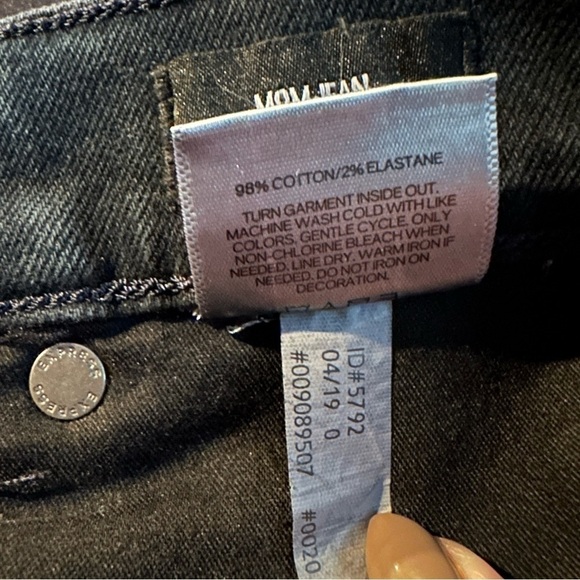 MOM JEAN
98% COTTON/2% ELASTANE
TURN GARMENT INSIDE OUT.
MACHINE WASH COLD WITH LIKE
COLORS, GENTLE CYCLE. ONLY
NON-CHLORINE BLEACH WHEN
NEEDED. LINE DRY. WARM IRON IF
NEEDED. DO NOT IRON ON
DECORATION.
ID#5792
04/19 0
#009089507 #0020
EXPRESS EXPRESS